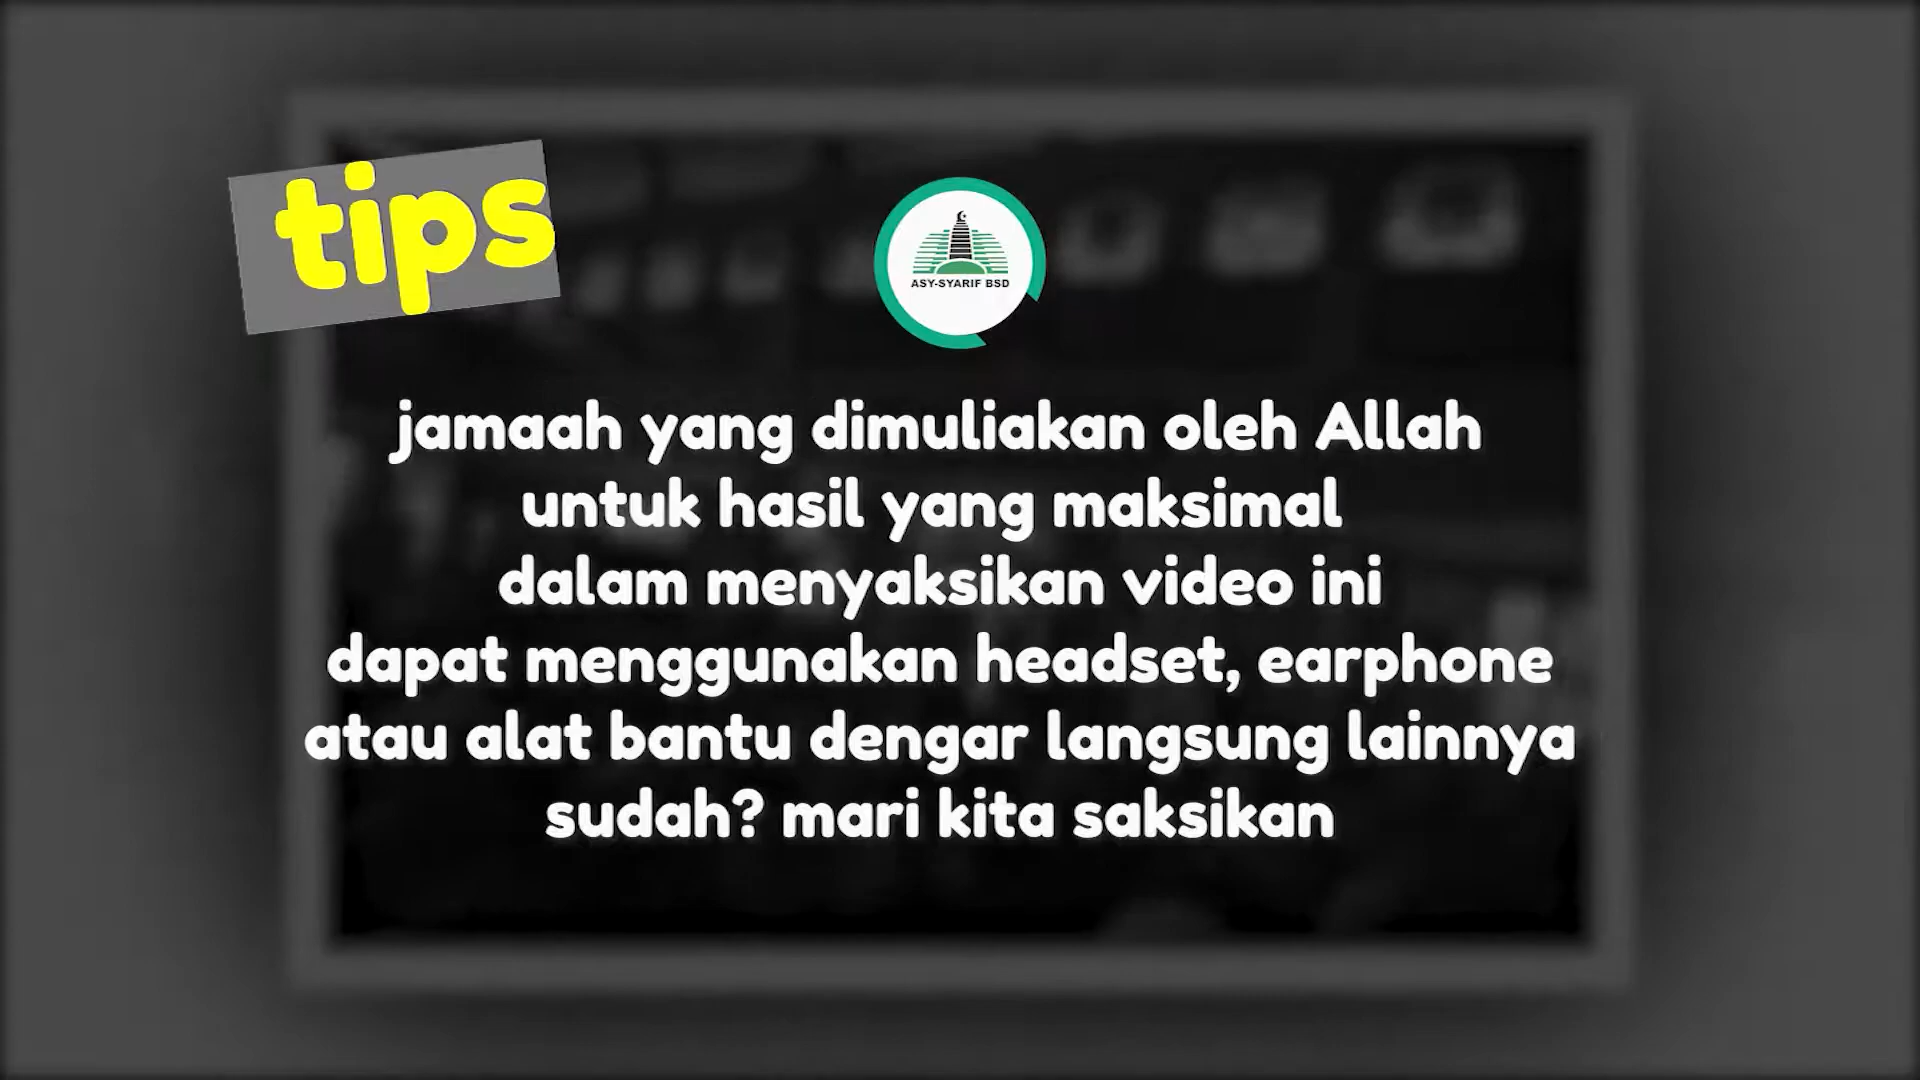 tips
ASY-SYARIF BSD
jamaah yang dimuliakan oleh Allah
untuk hasil yang maksimal
dalam menyaksikan video ini
dapat menggunakan headset, earphone
atau alat bantu dengar langsung lainnya
sudah? mari kita saksikan